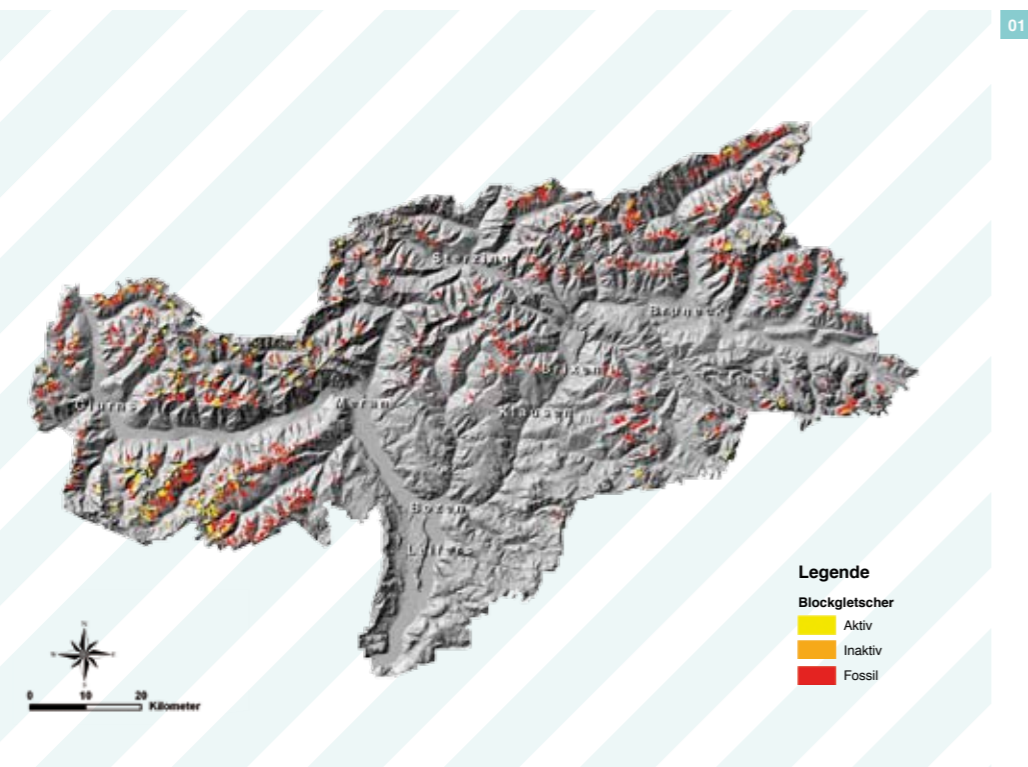 01
Sterzing
Bruneck
Brixen
Glurns
Meran
Klausen
Bozen
Leifers
Legende
Blockgletscher
Aktiv
Inaktiv
Fossil
N
0 10 20
Kilometer